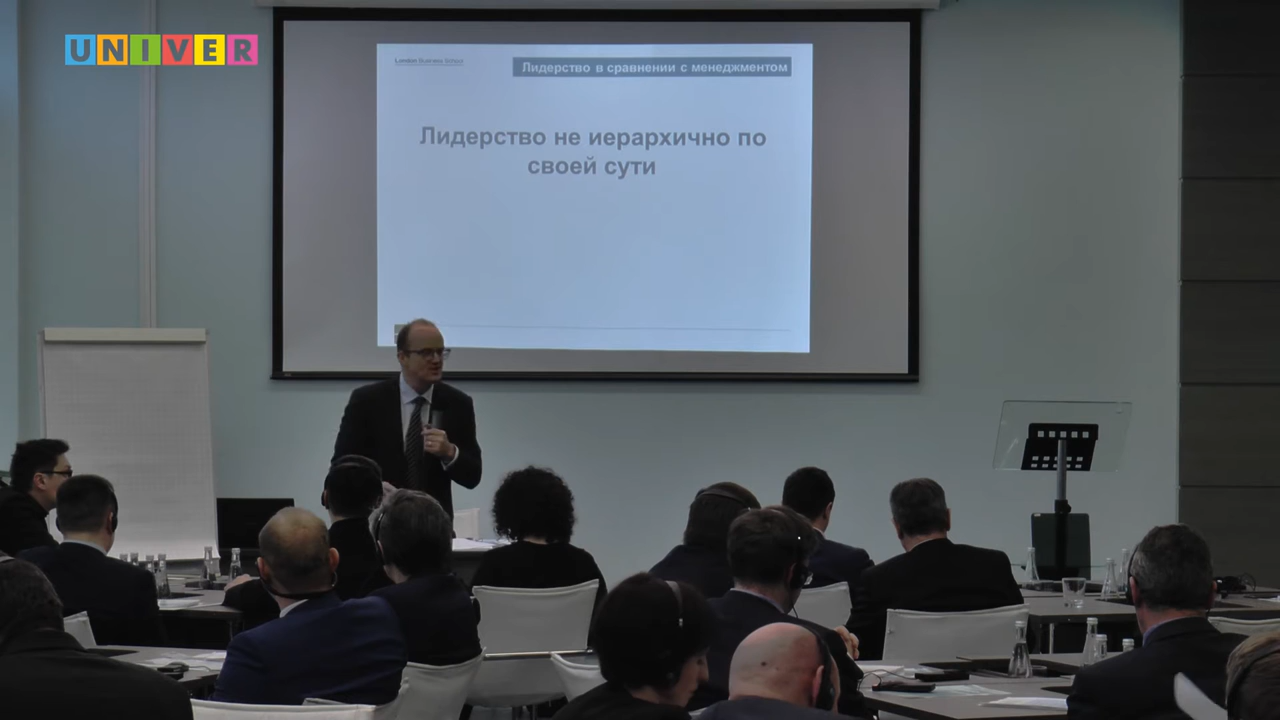 UNIVER
London Business School
Лидерство в сравнении с менеджментом
Лидерство не иерархично по
своей сути